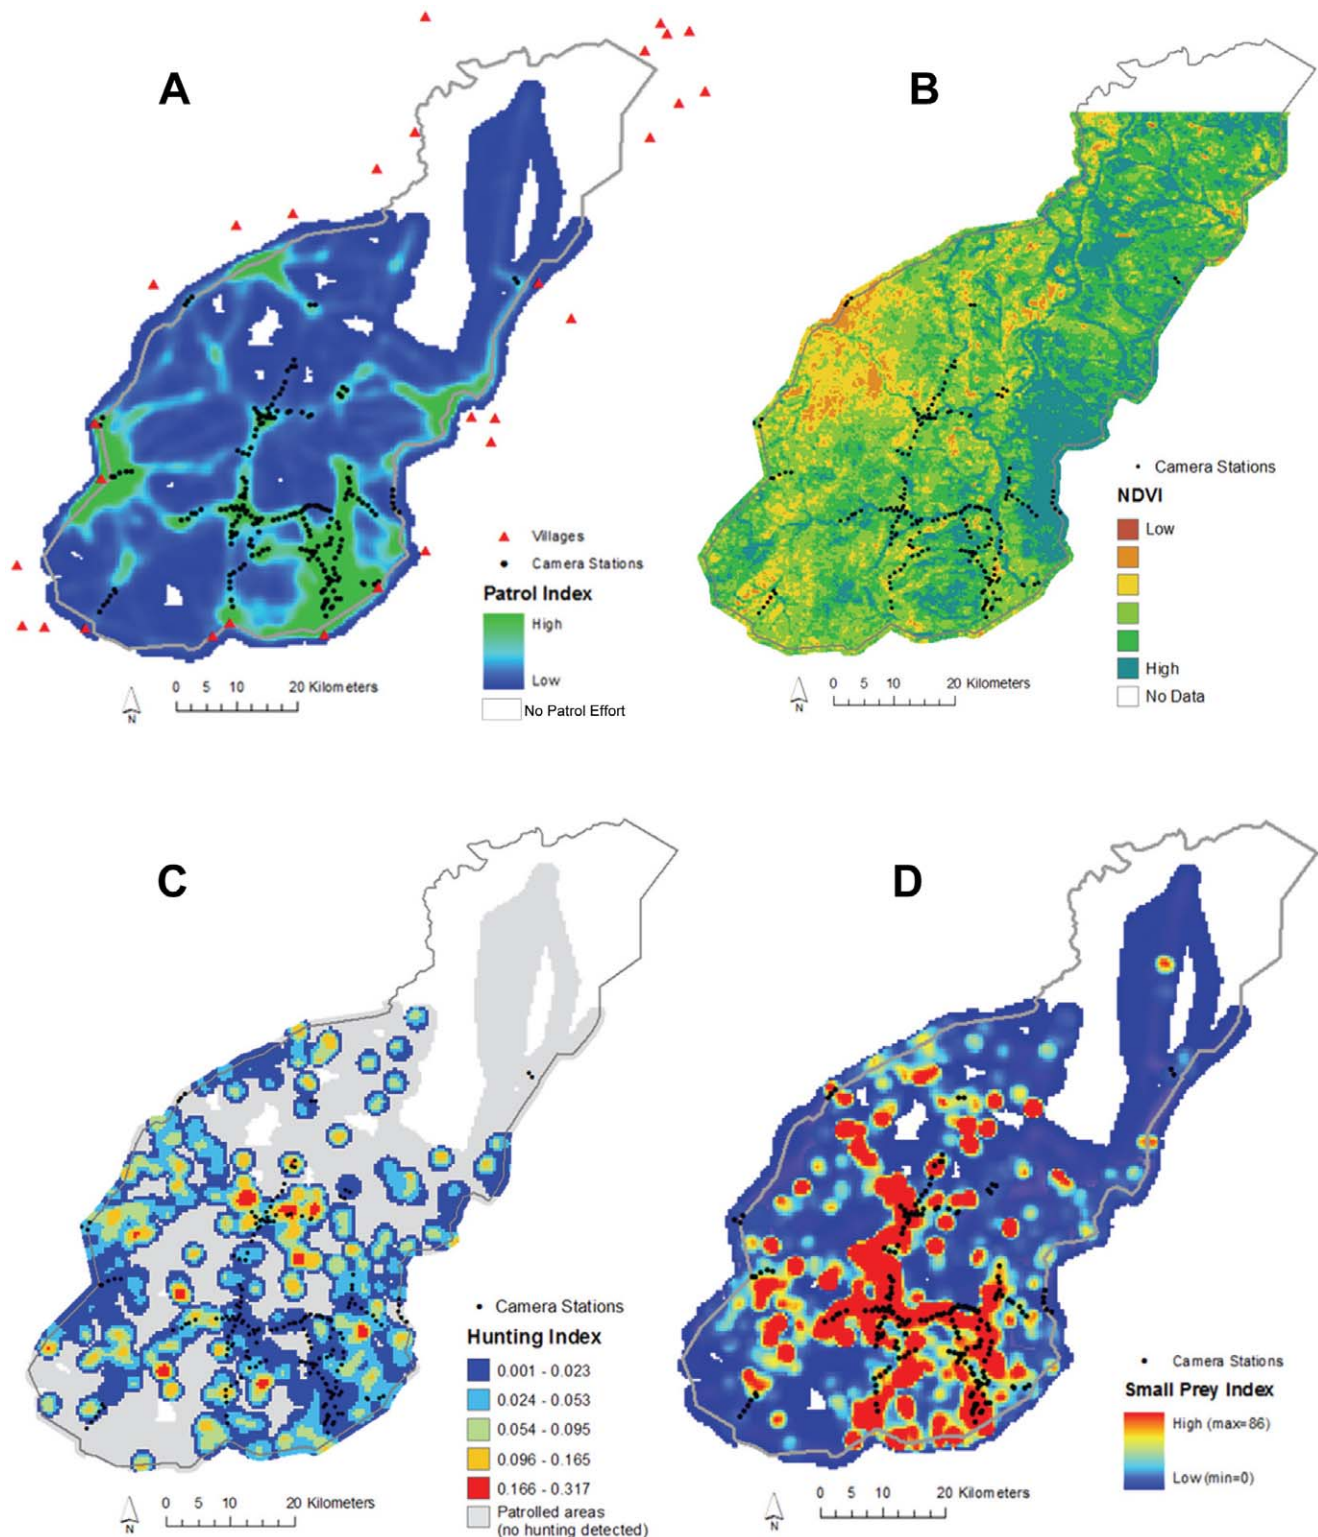 A
B
Villages
Camera Stations
Patrol Index
High
Low
No Patrol Effort
0 5 10 20 Kilometers
N
Camera Stations
NDVI
Low
High
No Data
0 5 10 20 Kilometers
N
C
D
Camera Stations
Hunting Index
0.001 - 0.023
0.024 - 0.053
0.054 - 0.095
0.096 - 0.165
0.166 - 0.317
Patrolled areas
(no hunting detected)
0 5 10 20 Kilometers
N
Camera Stations
Small Prey Index
High (max=86)
Low (min=0)
0 5 10 20 Kilometers
N